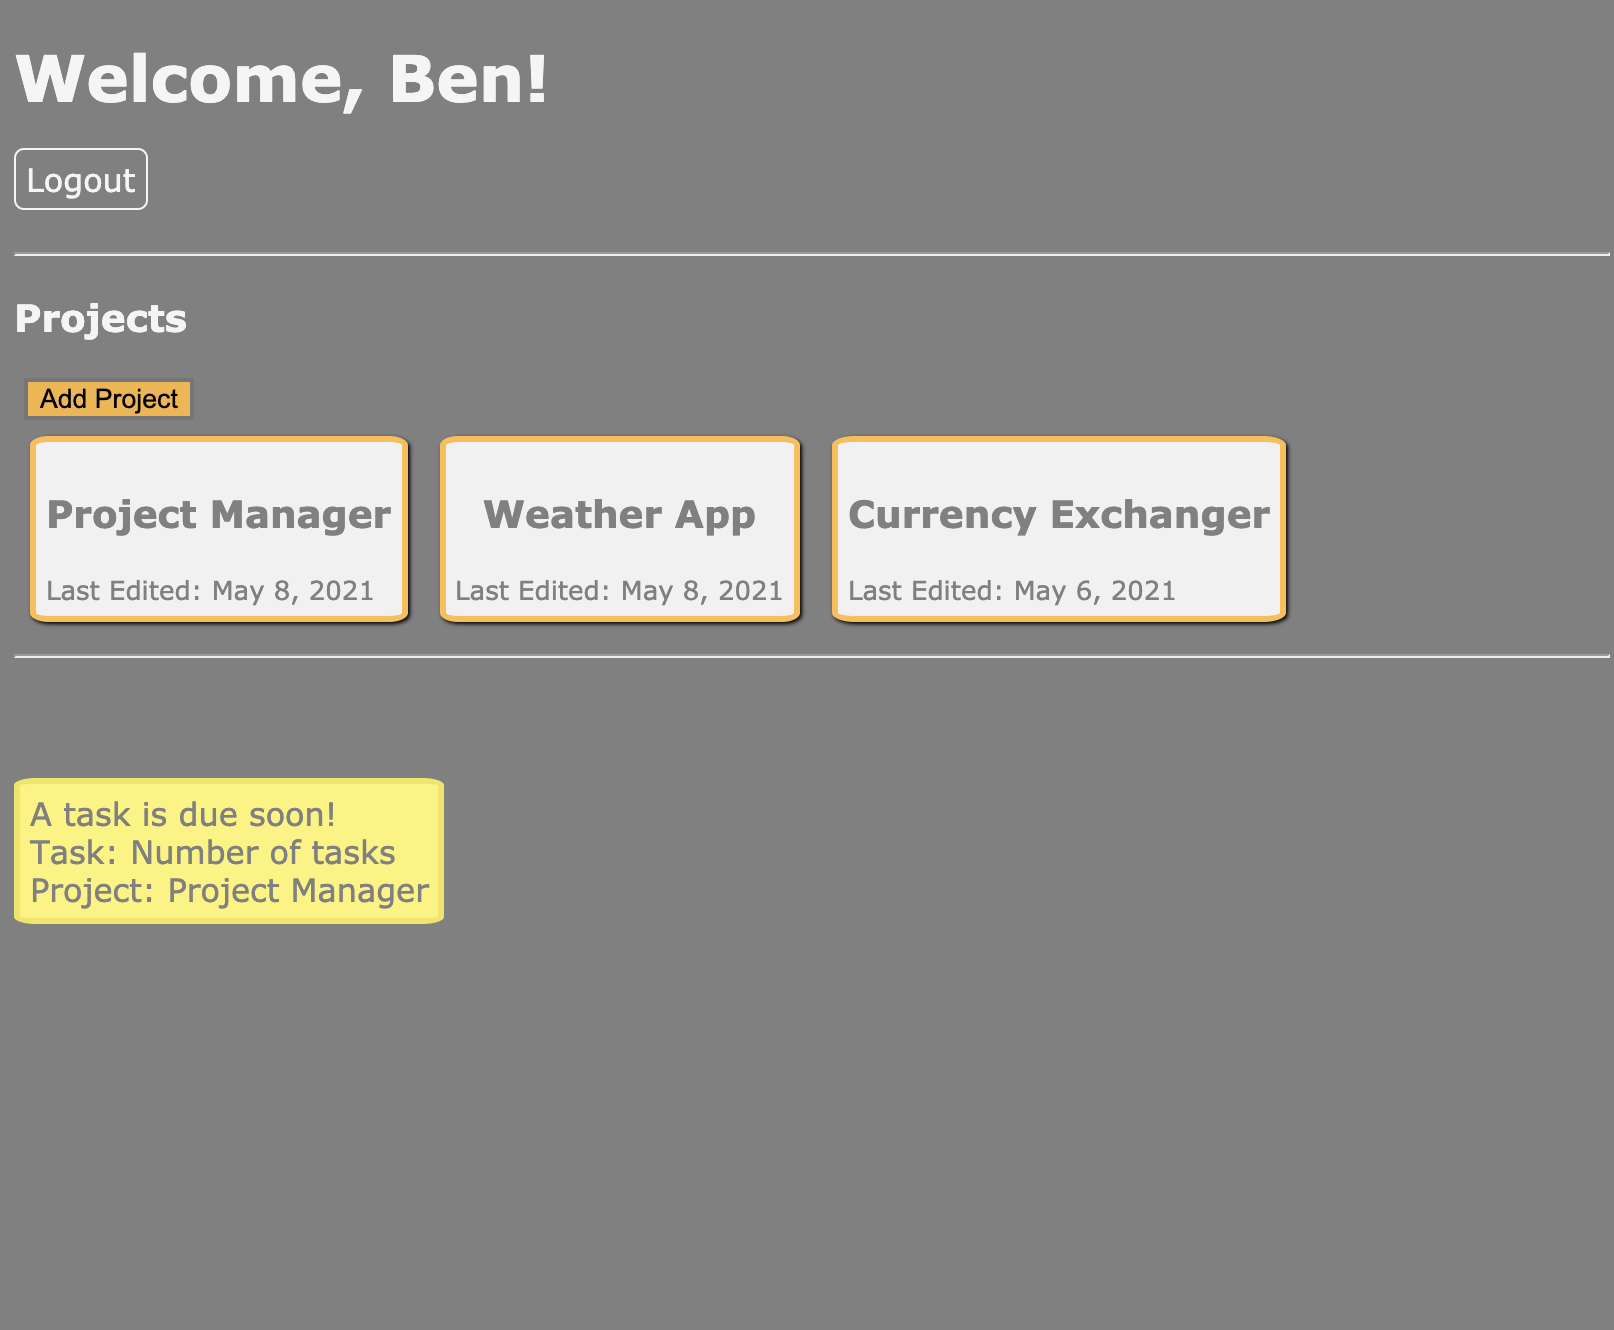 Welcome, Ben!
Logout
Projects
Add Project
Project Manager
Last Edited: May 8, 2021
Weather App
Last Edited: May 8, 2021
Currency Exchanger
Last Edited: May 6, 2021
A task is due soon!
Task: Number of tasks
Project: Project Manager